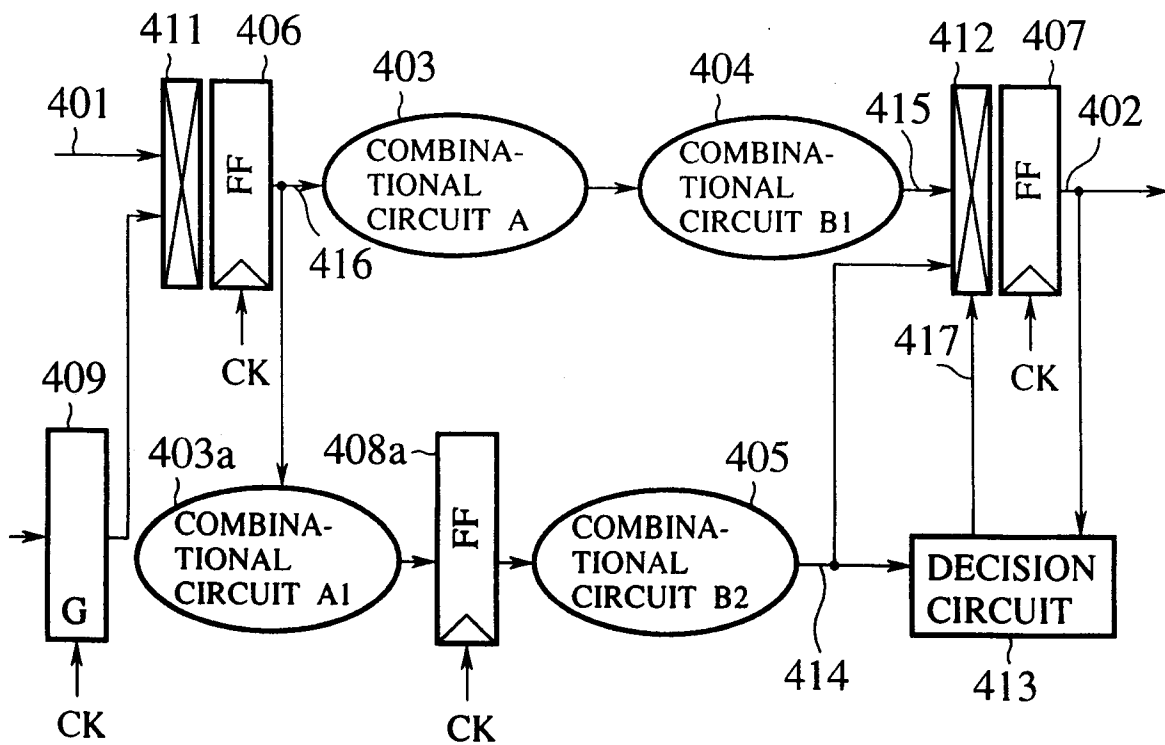 411
406
403
404
412
407
401
415
402
FF
COMBINA-
TIONAL
CIRCUIT A
COMBINA-
TIONAL
CIRCUIT B1
FF
416
CK
417
CK
409
403a
408a
405
G
COMBINA-
TIONAL
CIRCUIT A1
FF
COMBINA-
TIONAL
CIRCUIT B2
DECISION
CIRCUIT
414
413
CK
CK